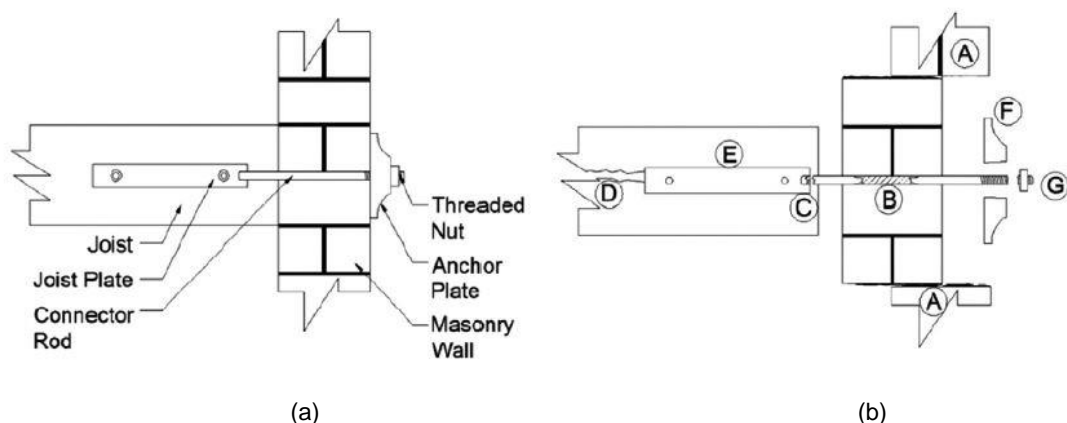 Joist
Joist Plate
Connector
Rod
Threaded
Nut
Anchor
Plate
Masonry
Wall
(a)
A
F
E
G
D
C
B
A
(b)